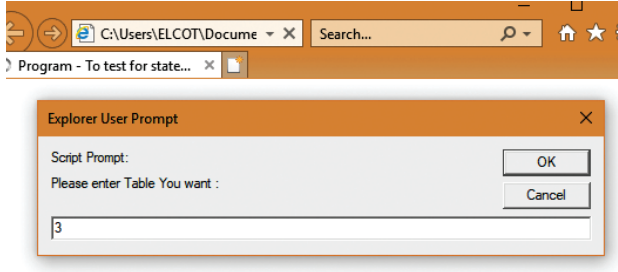 C:\Users\ELCOT\Docume
Search...
Program - To test for state...
Explorer User Prompt
Script Prompt:
OK
Please enter Table You want :
Cancel
3